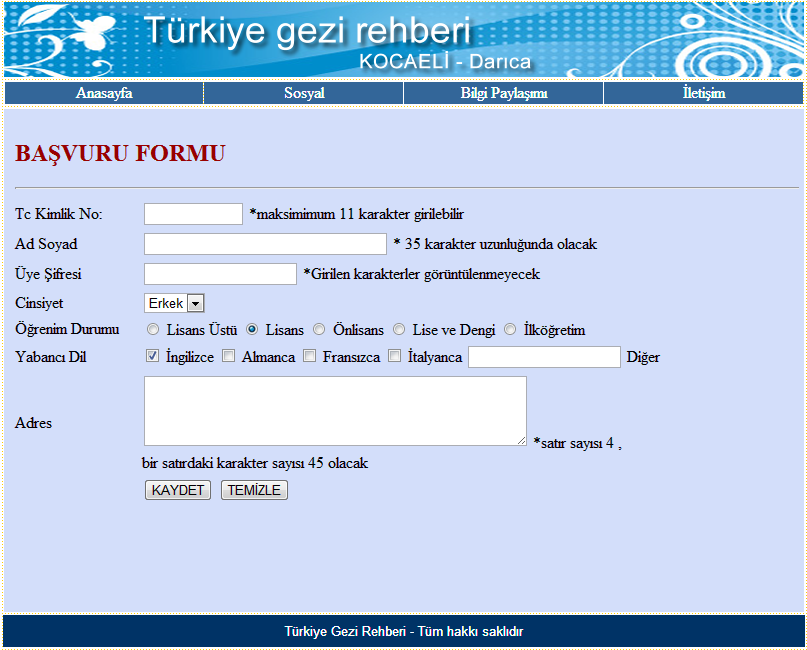 Türkiye gezi rehberi
KOCAELİ - Darıca
Anasayfa Sosyal Bilgi Paylaşımı İletişim
BAŞVURU FORMU
Tc Kimlik No: *maksimimum 11 karakter girilebilir
Ad Soyad * 35 karakter uzunluğunda olacak
Üye Şifresi *Girilen karakterler görüntülenmeyecek
Cinsiyet Erkek
Öğrenim Durumu Lisans Üstü Lisans Önlisans Lise ve Dengi İlköğretim
Yabancı Dil İngilizce Almanca Fransızca İtalyanca Diğer
Adres *satır sayısı 4 ,
bir satırdaki karakter sayısı 45 olacak
KAYDET TEMİZLE
Türkiye Gezi Rehberi - Tüm hakkı saklıdır